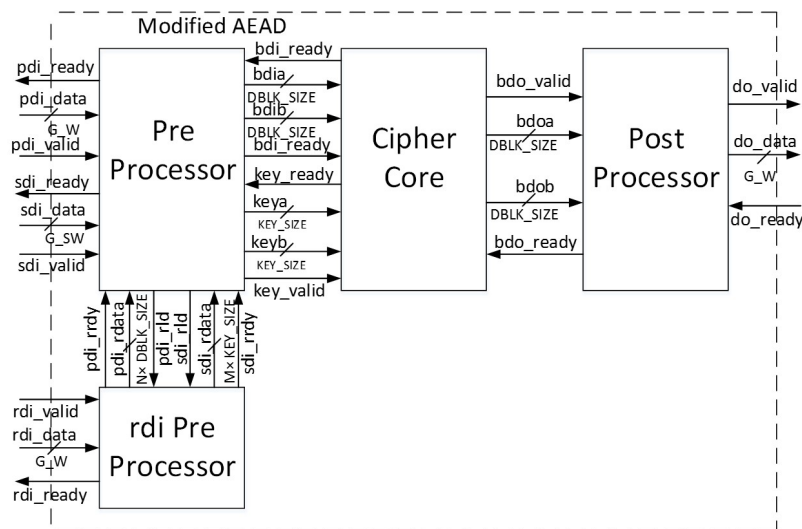 Modified AEAD
pdi_ready
pdi_data
G_W
pdi_valid
sdi_ready
sdi_data
G_SW
sdi_valid
Pre
Processor
bdi_ready
bdia
DBLK_SIZE
bdib
DBLK_SIZE
bdi_ready
key_ready
keya
KEY_SIZE
keyb
KEY_SIZE
key_valid
Cipher
Core
bdo_valid
bdoa
DBLK_SIZE
bdob
DBLK_SIZE
bdo_ready
Post
Processor
do_valid
do_data
G_W
do_ready
pdi_rrdy
pdi_rdata
N× DBLK_SIZE
pdi_rld
sdi_rld
sdi_rdata
M× KEY_SIZE
sdi_rrdy
rdi_valid
rdi_data
G_W
rdi_ready
rdi Pre
Processor